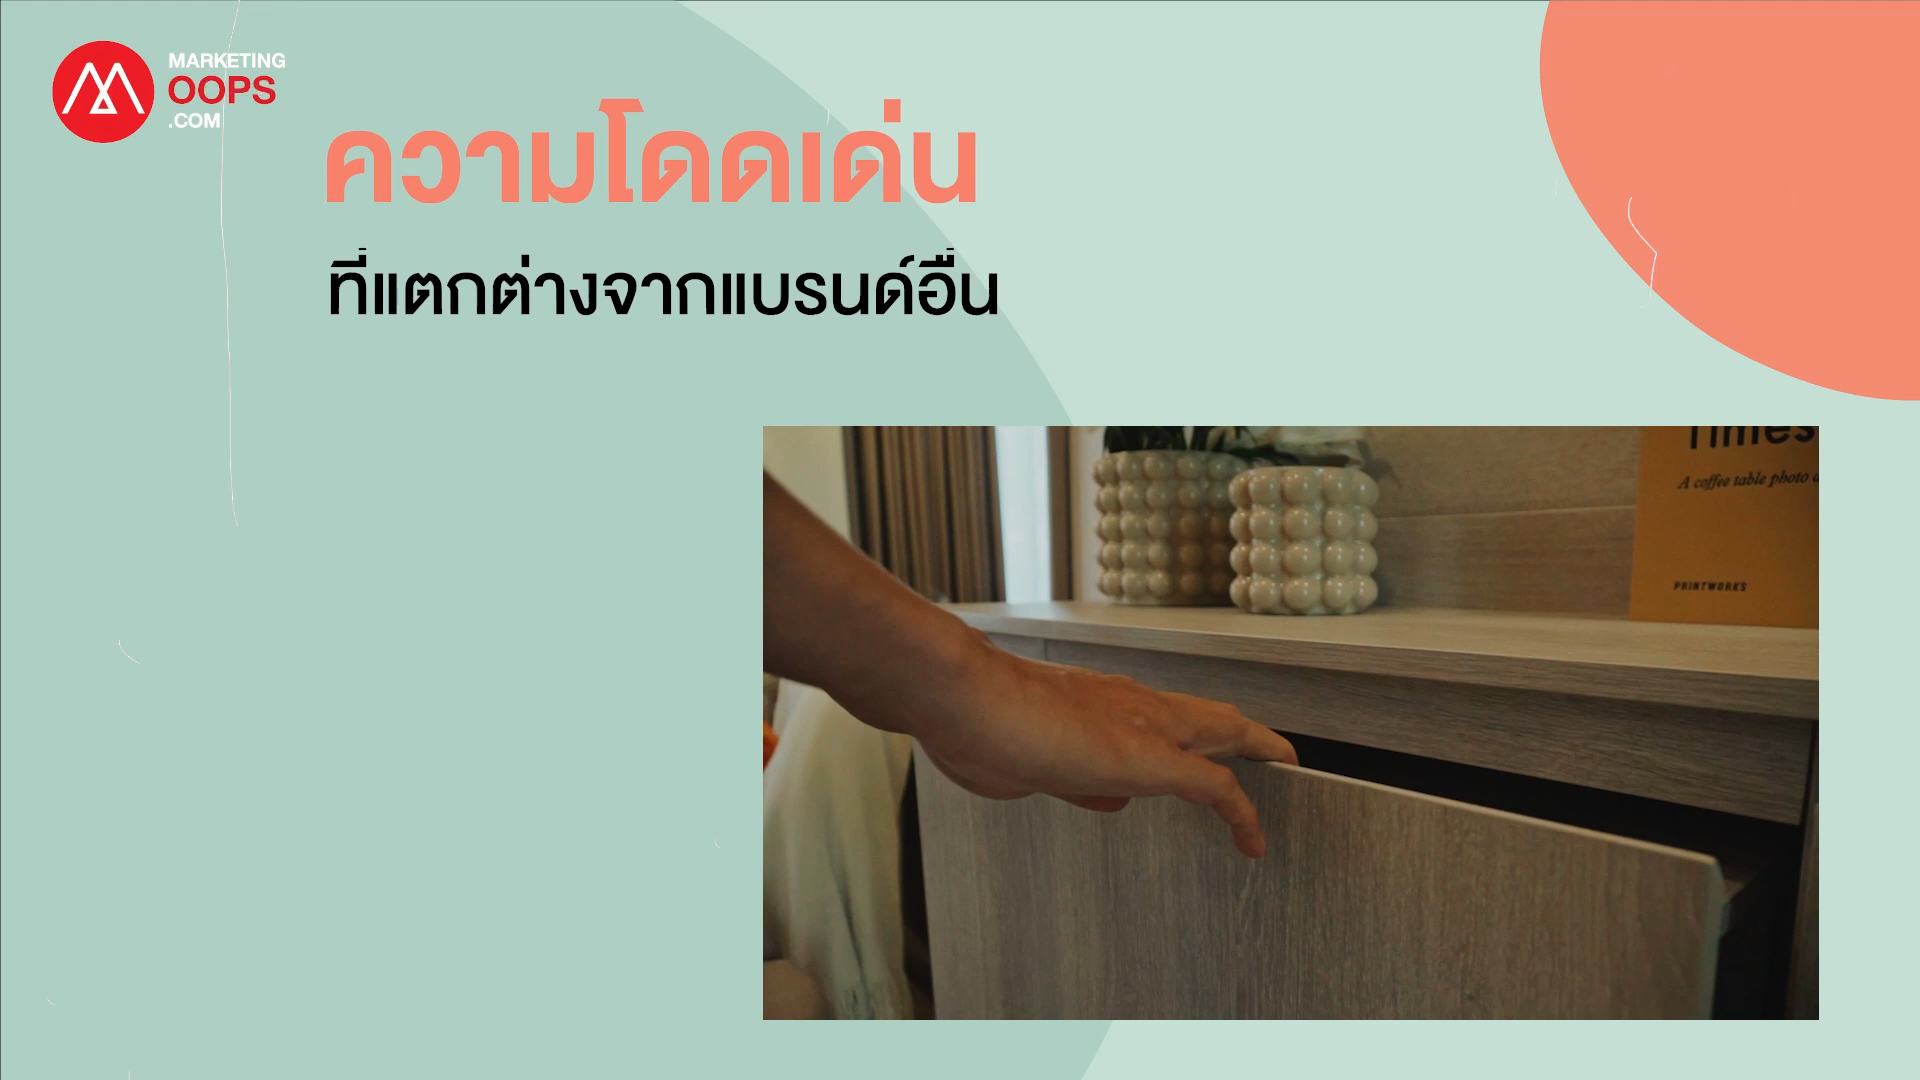 MARKETING
OOPS
.COM
ความโดดเด่น
ที่แตกต่างจากแบรนด์อื่น
Times
A coffee table photo
PRINTWORKS